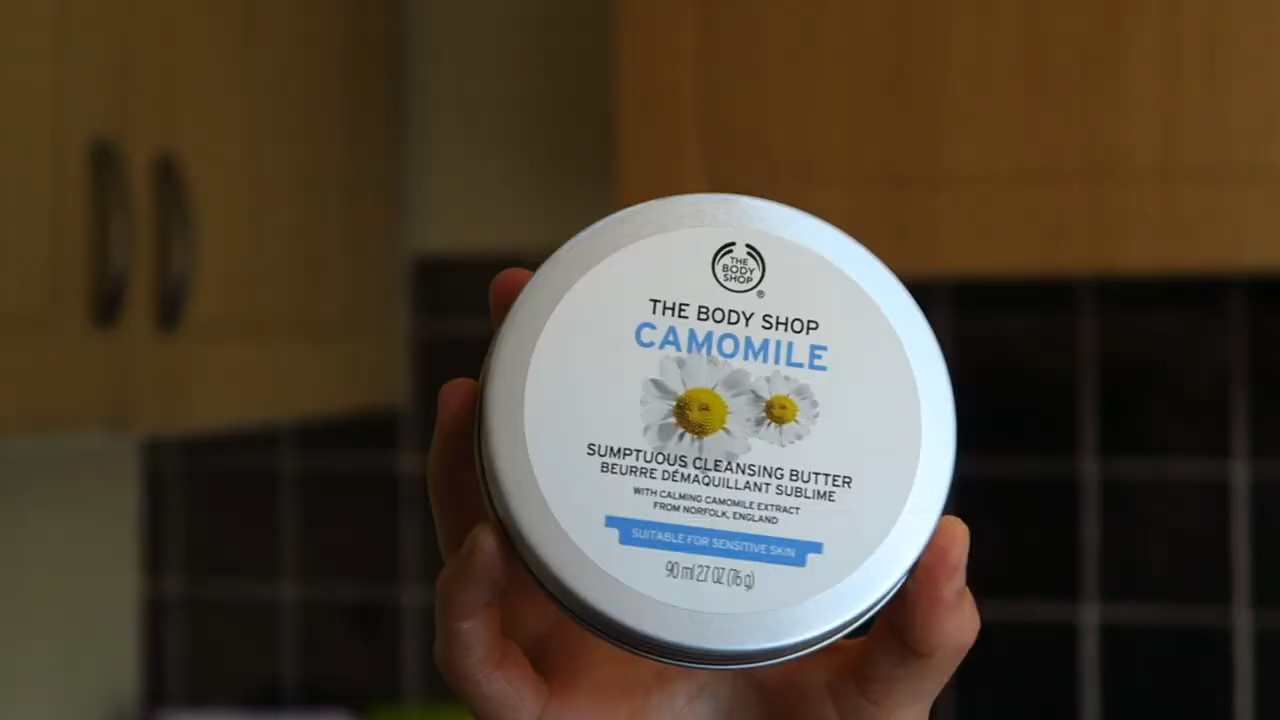 THE
BODY
SHOP
®
THE BODY SHOP
CAMOMILE
SUMPTUOUS CLEANSING BUTTER
BEURRE DÉMAQUILLANT SUBLIME
WITH CALMING CAMOMILE EXTRACT
FROM NORFOLK, ENGLAND
SUITABLE FOR SENSITIVE SKIN
90 ml 2.7 OZ (76 g)